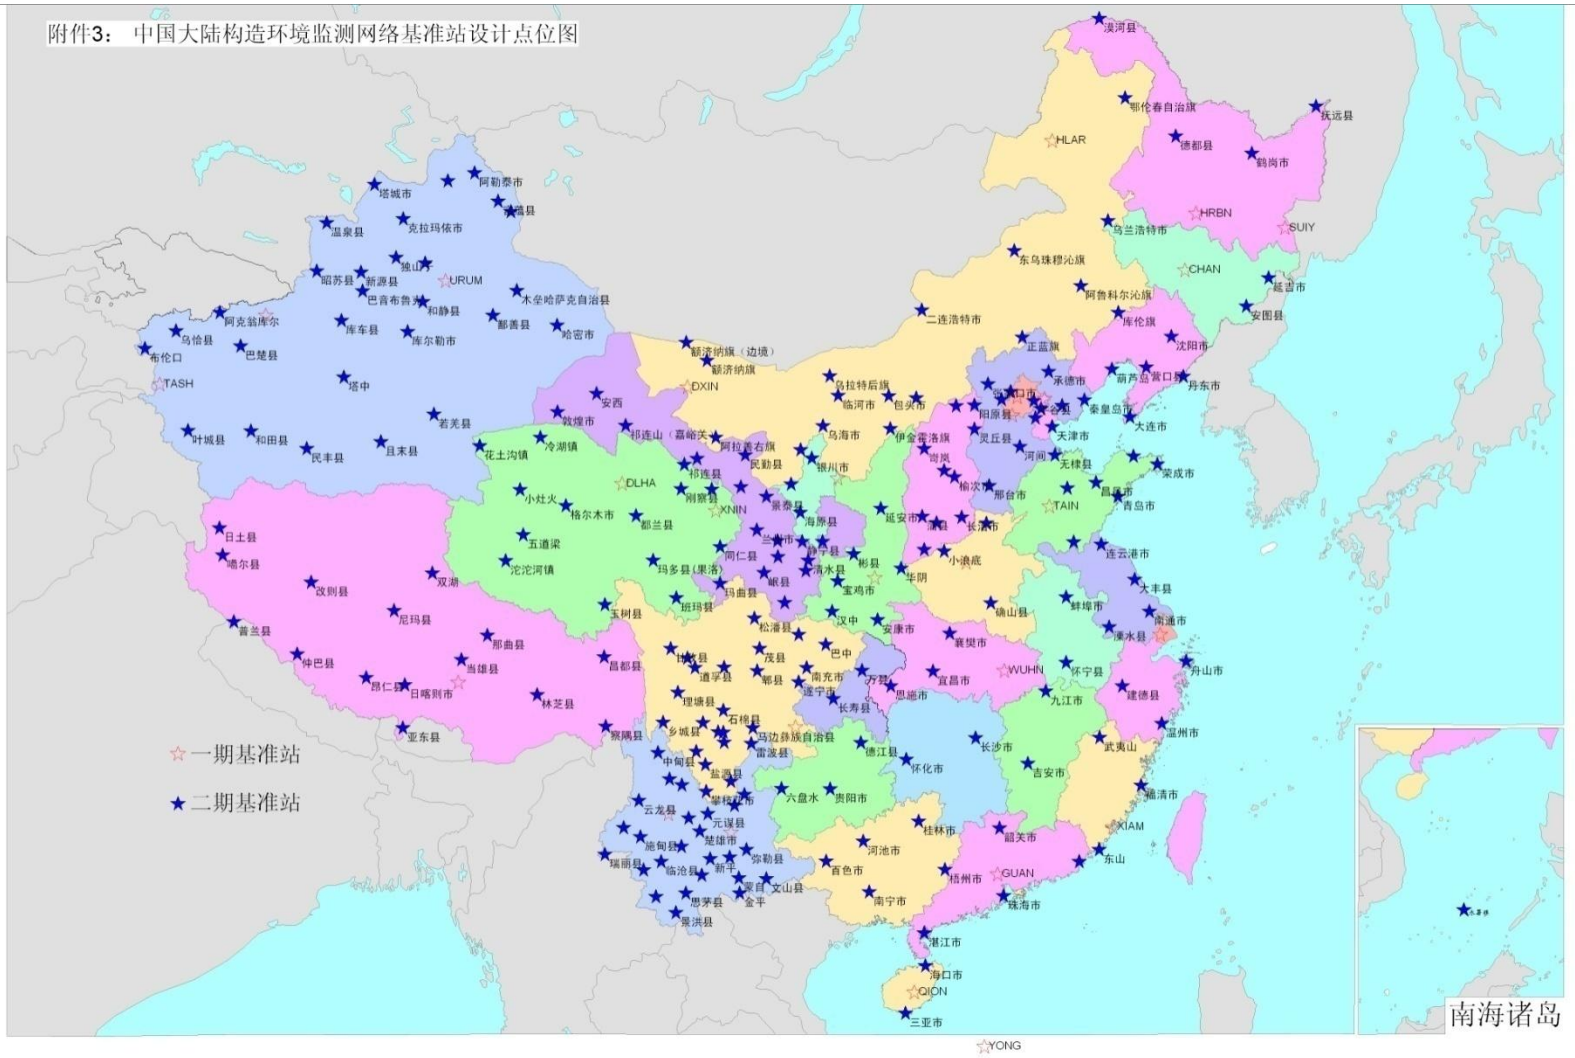 附件3： 中国大陆构造环境监测网络基准站设计点位图
漠河县
鄂伦春自治旗
抚远县
HLAR
德都县
鹤岗市
HRBN
SUIY
塔城市
阿勒泰市
克拉玛依市
温泉县
乌兰浩特市
东乌珠穆沁旗
CHAN
独山子
昭苏县
新源县
URUM
延吉市
巴音布鲁克
和静县
木垒哈萨克自治县
阿鲁科尔沁旗
安图县
阿克翁库尔
鄯善县
二连浩特市
库伦旗
乌恰县
库车县
库尔勒市
哈密市
正蓝旗
沈阳市
布伦口
巴楚县
额济纳旗（边境）
额济纳旗
TASH
塔中
DXIN
乌拉特后旗
承德市
葫芦岛
营口县
丹东市
安西
临河市
包头市
阳原县
秦皇岛市
若羌县
敦煌市
大连市
叶城县
和田县
祁连山（嘉峪关）
乌海市
伊金霍洛旗
灵丘县
天津市
民丰县
且末县
花土沟镇
冷湖镇
阿拉善右旗
岢岚
河间
无棣县
民勤县
银川市
祁连县
荣成市
DLHA
榆次市
邢台市
昌邑市
小灶火
刚察县
青岛市
格尔木市
XNIN
景泰县
TAIN
都兰县
海原县
延安市
蒲县
长治市
日土县
五道梁
兰州市
同仁县
静宁县
连云港市
噶尔县
沱沱河镇
玛多县(果洛)
清水县
彬县
小浪底
华阴
改则县
双湖
岷县
宝鸡市
大丰县
玛曲县
班玛县
尼玛县
玉树县
确山县
蚌埠市
汉中
南通市
普兰县
松潘县
安康市
溧水县
那曲县
襄樊市
巴中
仲巴县
当雄县
昌都县
茂县
WUHN
怀宁县
舟山市
道孚县
郫县
南充市
万县
宜昌市
昂仁县
日喀则市
遂宁市
恩施市
建德县
林芝县
理塘县
长寿县
九江市
石棉县
亚东县
察隅县
乡城县
马边彝族自治县
温州市
德江县
长沙市
武夷山
一期基准站
雷波县
中甸县
怀化市
吉安市
盐源县
六盘水
贵阳市
福清市
二期基准站
攀枝花市
云龙县
元谋县
XIAM
桂林市
韶关市
施甸县
楚雄市
河池市
瑞丽县
弥勒县
东山
临沧县
新平
百色市
梧州市
GUAN
蒙自
文山县
思茅县
金平
南宁市
珠海市
景洪县
湛江市
海口市
QION
三亚市
南海诸岛
YONG